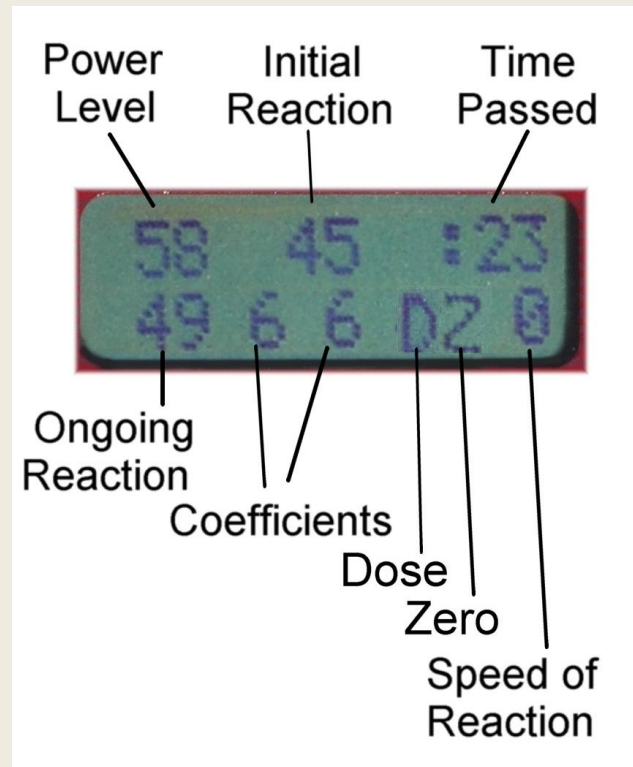 Power Level
Initial Reaction
Time Passed
58 45 :23
49 6 6 DZ 0
Ongoing Reaction
Coefficients
Dose
Zero
Speed of Reaction